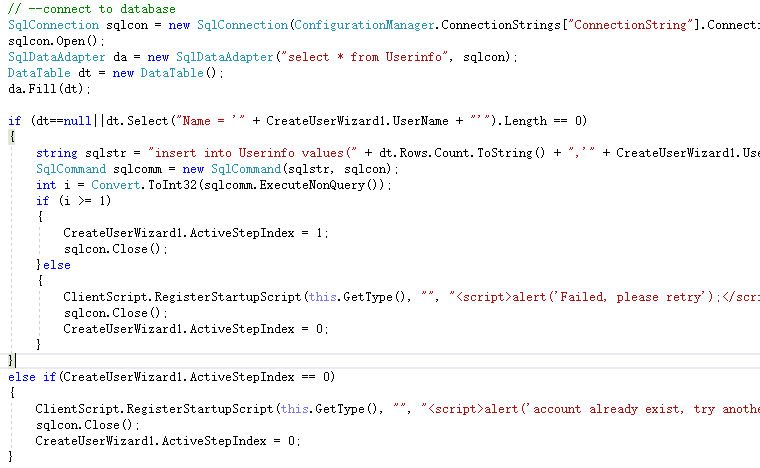 // --connect to database
SqlConnection sqlcon = new SqlConnection(ConfigurationManager.ConnectionStrings["ConnectionString"].Connecti
sqlcon.Open();
SqlDataAdapter da = new SqlDataAdapter("select * from Userinfo", sqlcon);
DataTable dt = new DataTable();
da.Fill(dt);
if (dt==null||dt.Select("Name = '" + CreateUserWizard1.UserName + "'").Length == 0)
{
string sqlstr = "insert into Userinfo values(" + dt.Rows.Count.ToString() + ",'" + CreateUserWizard1.Use
SqlCommand sqlcomm = new SqlCommand(sqlstr, sqlcon);
int i = Convert.ToInt32(sqlcomm.ExecuteNonQuery());
if (i >= 1)
{
CreateUserWizard1.ActiveStepIndex = 1;
sqlcon.Close();
}else
{
ClientScript.RegisterStartupScript(this.GetType(), "", "<script>alert('Failed, please retry');</scri
sqlcon.Close();
CreateUserWizard1.ActiveStepIndex = 0;
}
}
else if(CreateUserWizard1.ActiveStepIndex == 0)
{
ClientScript.RegisterStartupScript(this.GetType(), "", "<script>alert('account already exist, try anothe
sqlcon.Close();
CreateUserWizard1.ActiveStepIndex = 0;
}